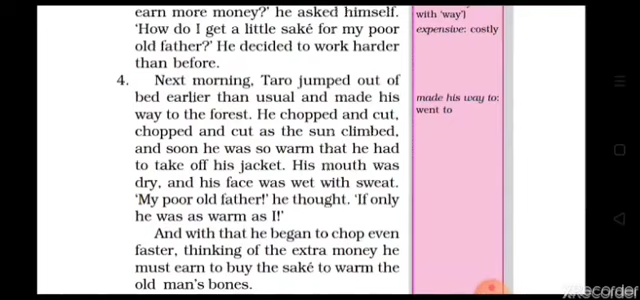 earn more money?' he asked himself.
'How do I get a little saké for my poor
old father?' He decided to work harder
than before.
4. Next morning, Taro jumped out of
bed earlier than usual and made his
way to the forest. He chopped and cut,
chopped and cut as the sun climbed,
and soon he was so warm that he had
to take off his jacket. His mouth was
dry, and his face was wet with sweat.
'My poor old father!' he thought. 'If only
he was as warm as I!'
And with that he began to chop even
faster, thinking of the extra money he
must earn to buy the saké to warm the
old man's bones.
with 'way')
expensive: costly
made his way to:
went to
XRecorder